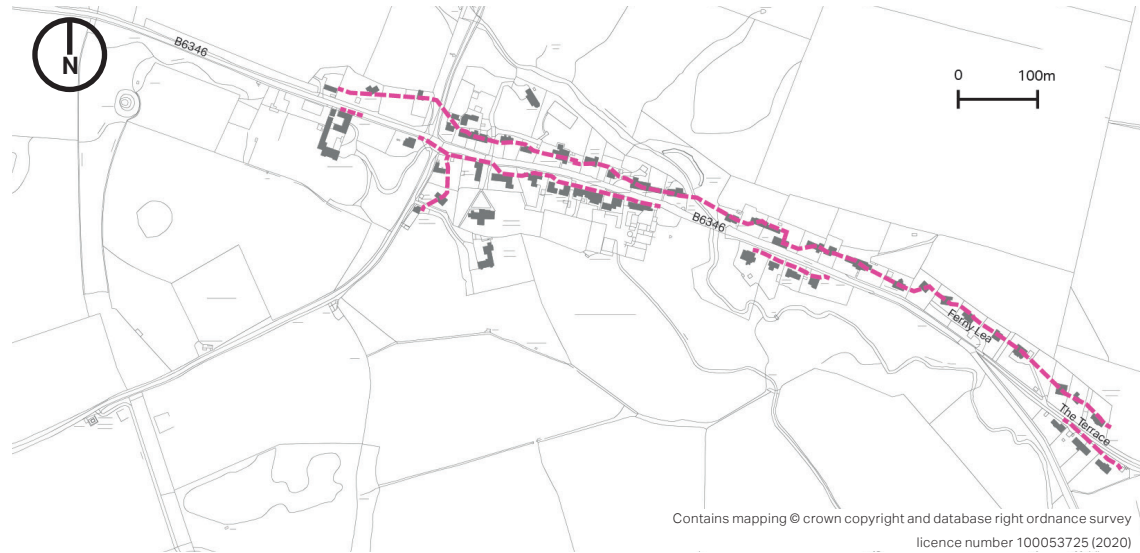 N
B6346
0 100m
B6346
Ferny Lea
The Terrace
Contains mapping © crown copyright and database right ordnance survey
licence number 100053725 (2020)